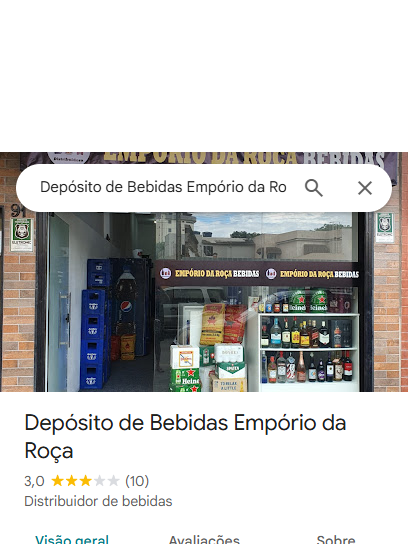 EMPÓRIO DA ROÇA BEBIDAS
Depósito de Bebidas Empório da Ro
EMPÓRIO DA ROÇA BEBIDAS
EMPÓRIO DA ROÇA BEBIDAS
Heineken
Depósito de Bebidas Empório da
Roça
3,0 (10)
Distribuidor de bebidas
Visão geral Avaliações Sobre